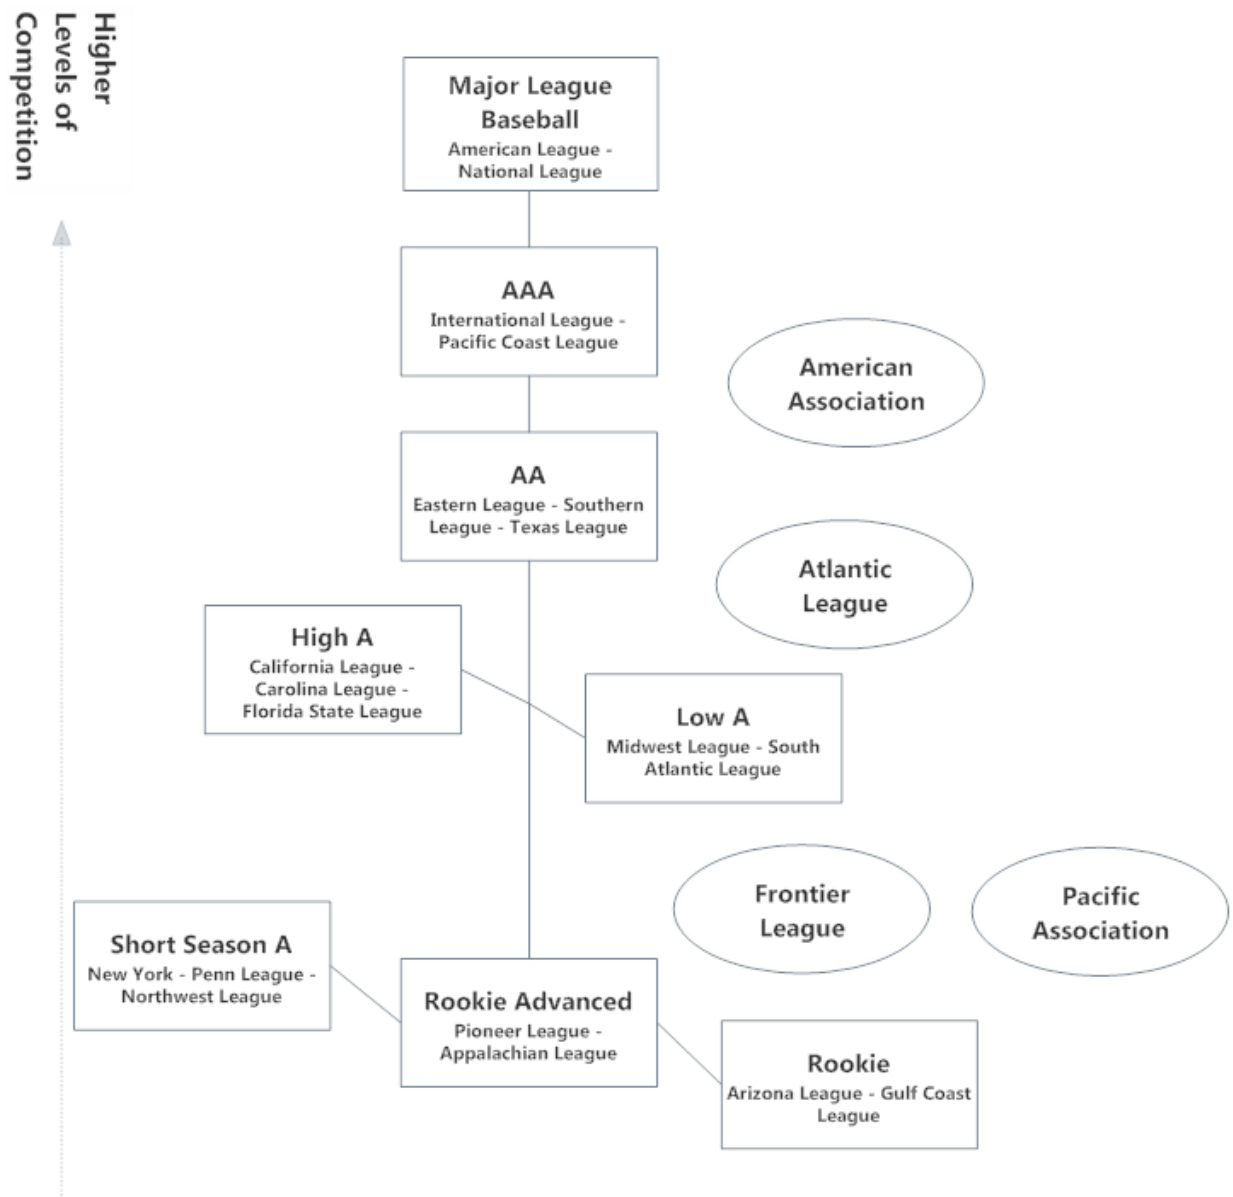 Higher
Levels of
Competition
Major League
Baseball
American League -
National League
AAA
International League -
Pacific Coast League
American
Association
AA
Eastern League - Southern
League - Texas League
Atlantic
League
High A
California League -
Carolina League -
Florida State League
Low A
Midwest League - South
Atlantic League
Frontier
League
Pacific
Association
Short Season A
New York - Penn League -
Northwest League
Rookie Advanced
Pioneer League -
Appalachian League
Rookie
Arizona League - Gulf Coast
League